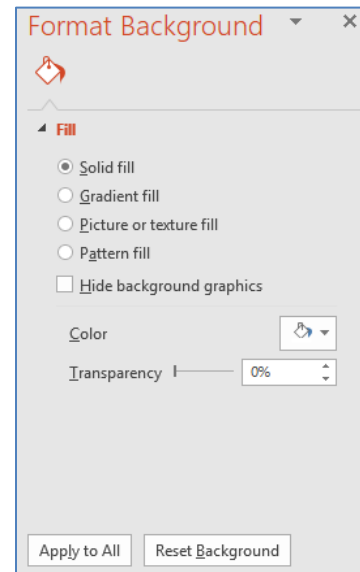 Format Background
Fill
Solid fill
Gradient fill
Picture or texture fill
Pattern fill
Hide background graphics
Color
Transparency 0%
Apply to All Reset Background